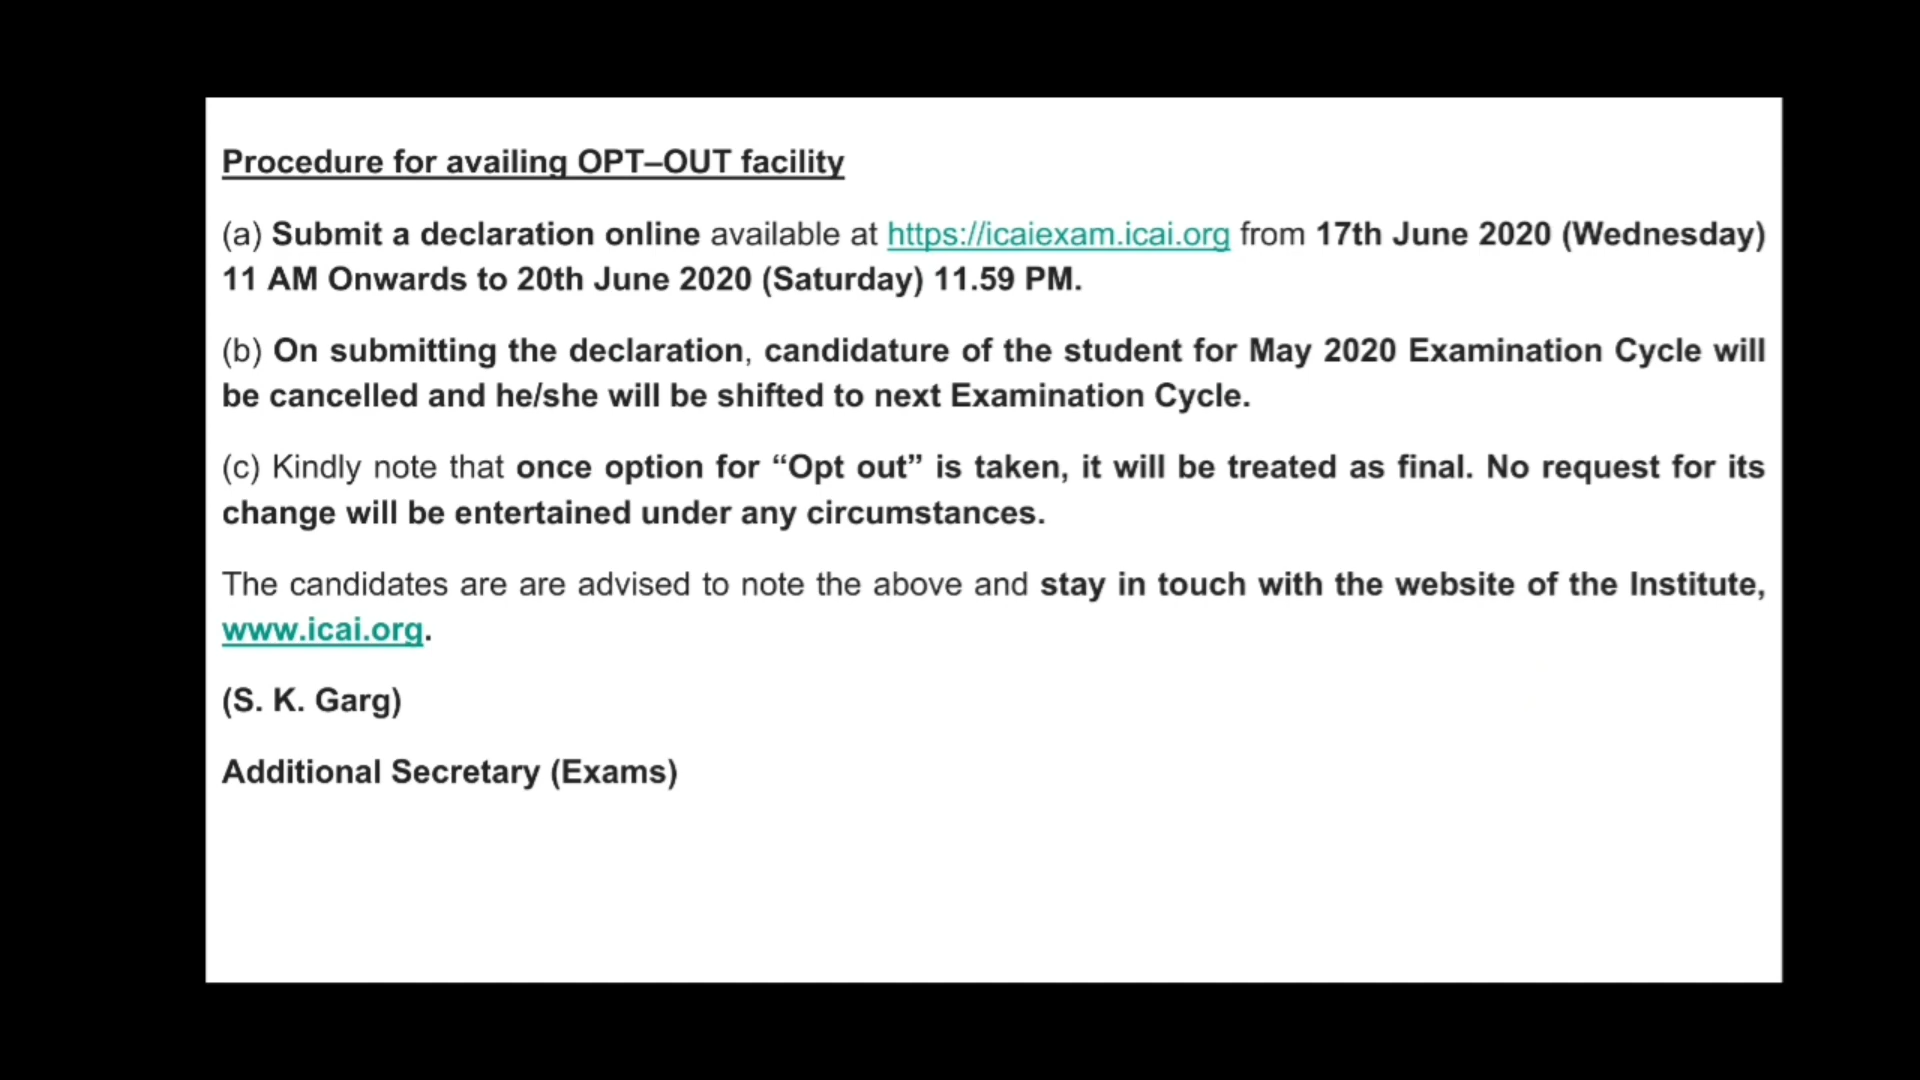 Procedure for availing OPT–OUT facility
(a) Submit a declaration online available at https://icaiexam.icai.org from 17th June 2020 (Wednesday)
11 AM Onwards to 20th June 2020 (Saturday) 11.59 PM.
(b) On submitting the declaration, candidature of the student for May 2020 Examination Cycle will
be cancelled and he/she will be shifted to next Examination Cycle.
(c) Kindly note that once option for “Opt out” is taken, it will be treated as final. No request for its
change will be entertained under any circumstances.
The candidates are are advised to note the above and stay in touch with the website of the Institute,
www.icai.org.
(S. K. Garg)
Additional Secretary (Exams)